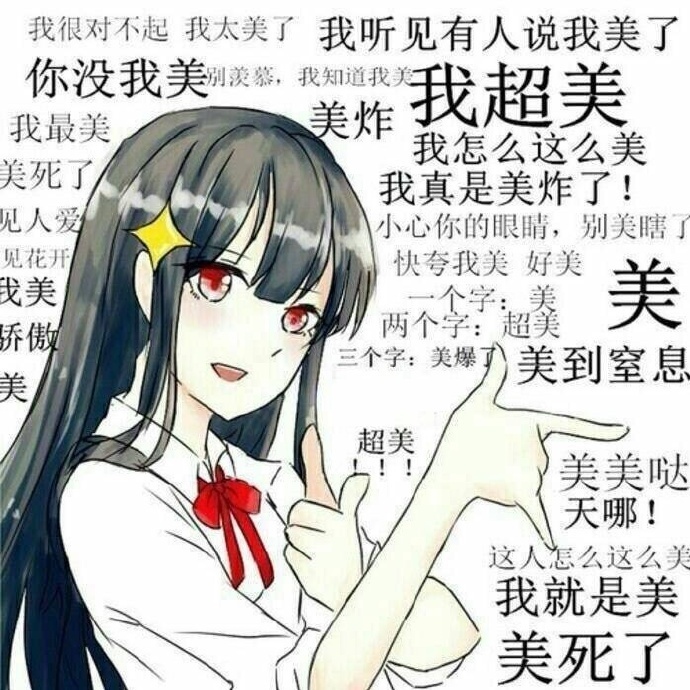 我很对不起 我太美了
我听见有人说我美了
你没我美
别羡慕，我知道我美
我超美
我最美
美炸
我怎么这么美
美死了
我真是美炸了！
见人爱
小心你的眼睛，别美瞎了
见花开
快夸我美 好美
我美
一个字：美
美
骄傲
两个字：超美
三个字：美爆了
美到窒息
美
超美
！！！
美美哒
天哪！
这人怎么这么美
我就是美
美死了